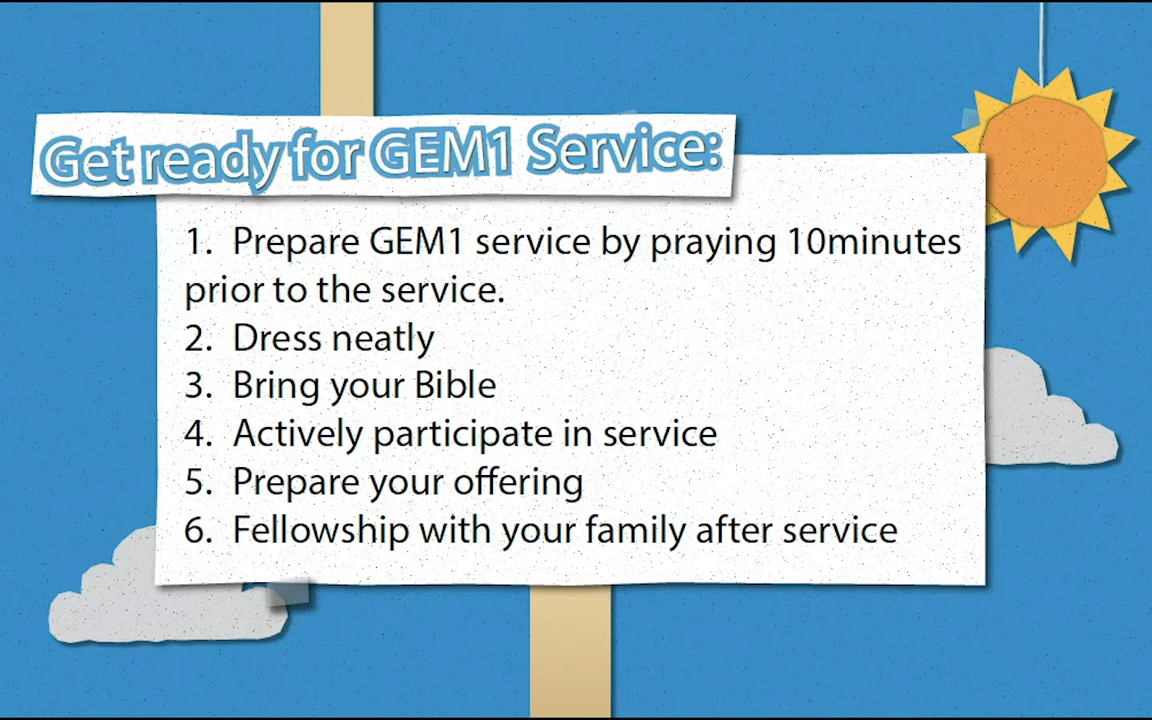 Get ready for GEM1 Service:
1. Prepare GEM1 service by praying 10minutes
prior to the service.
2. Dress neatly
3. Bring your Bible
4. Actively participate in service
5. Prepare your offering
6. Fellowship with your family after service